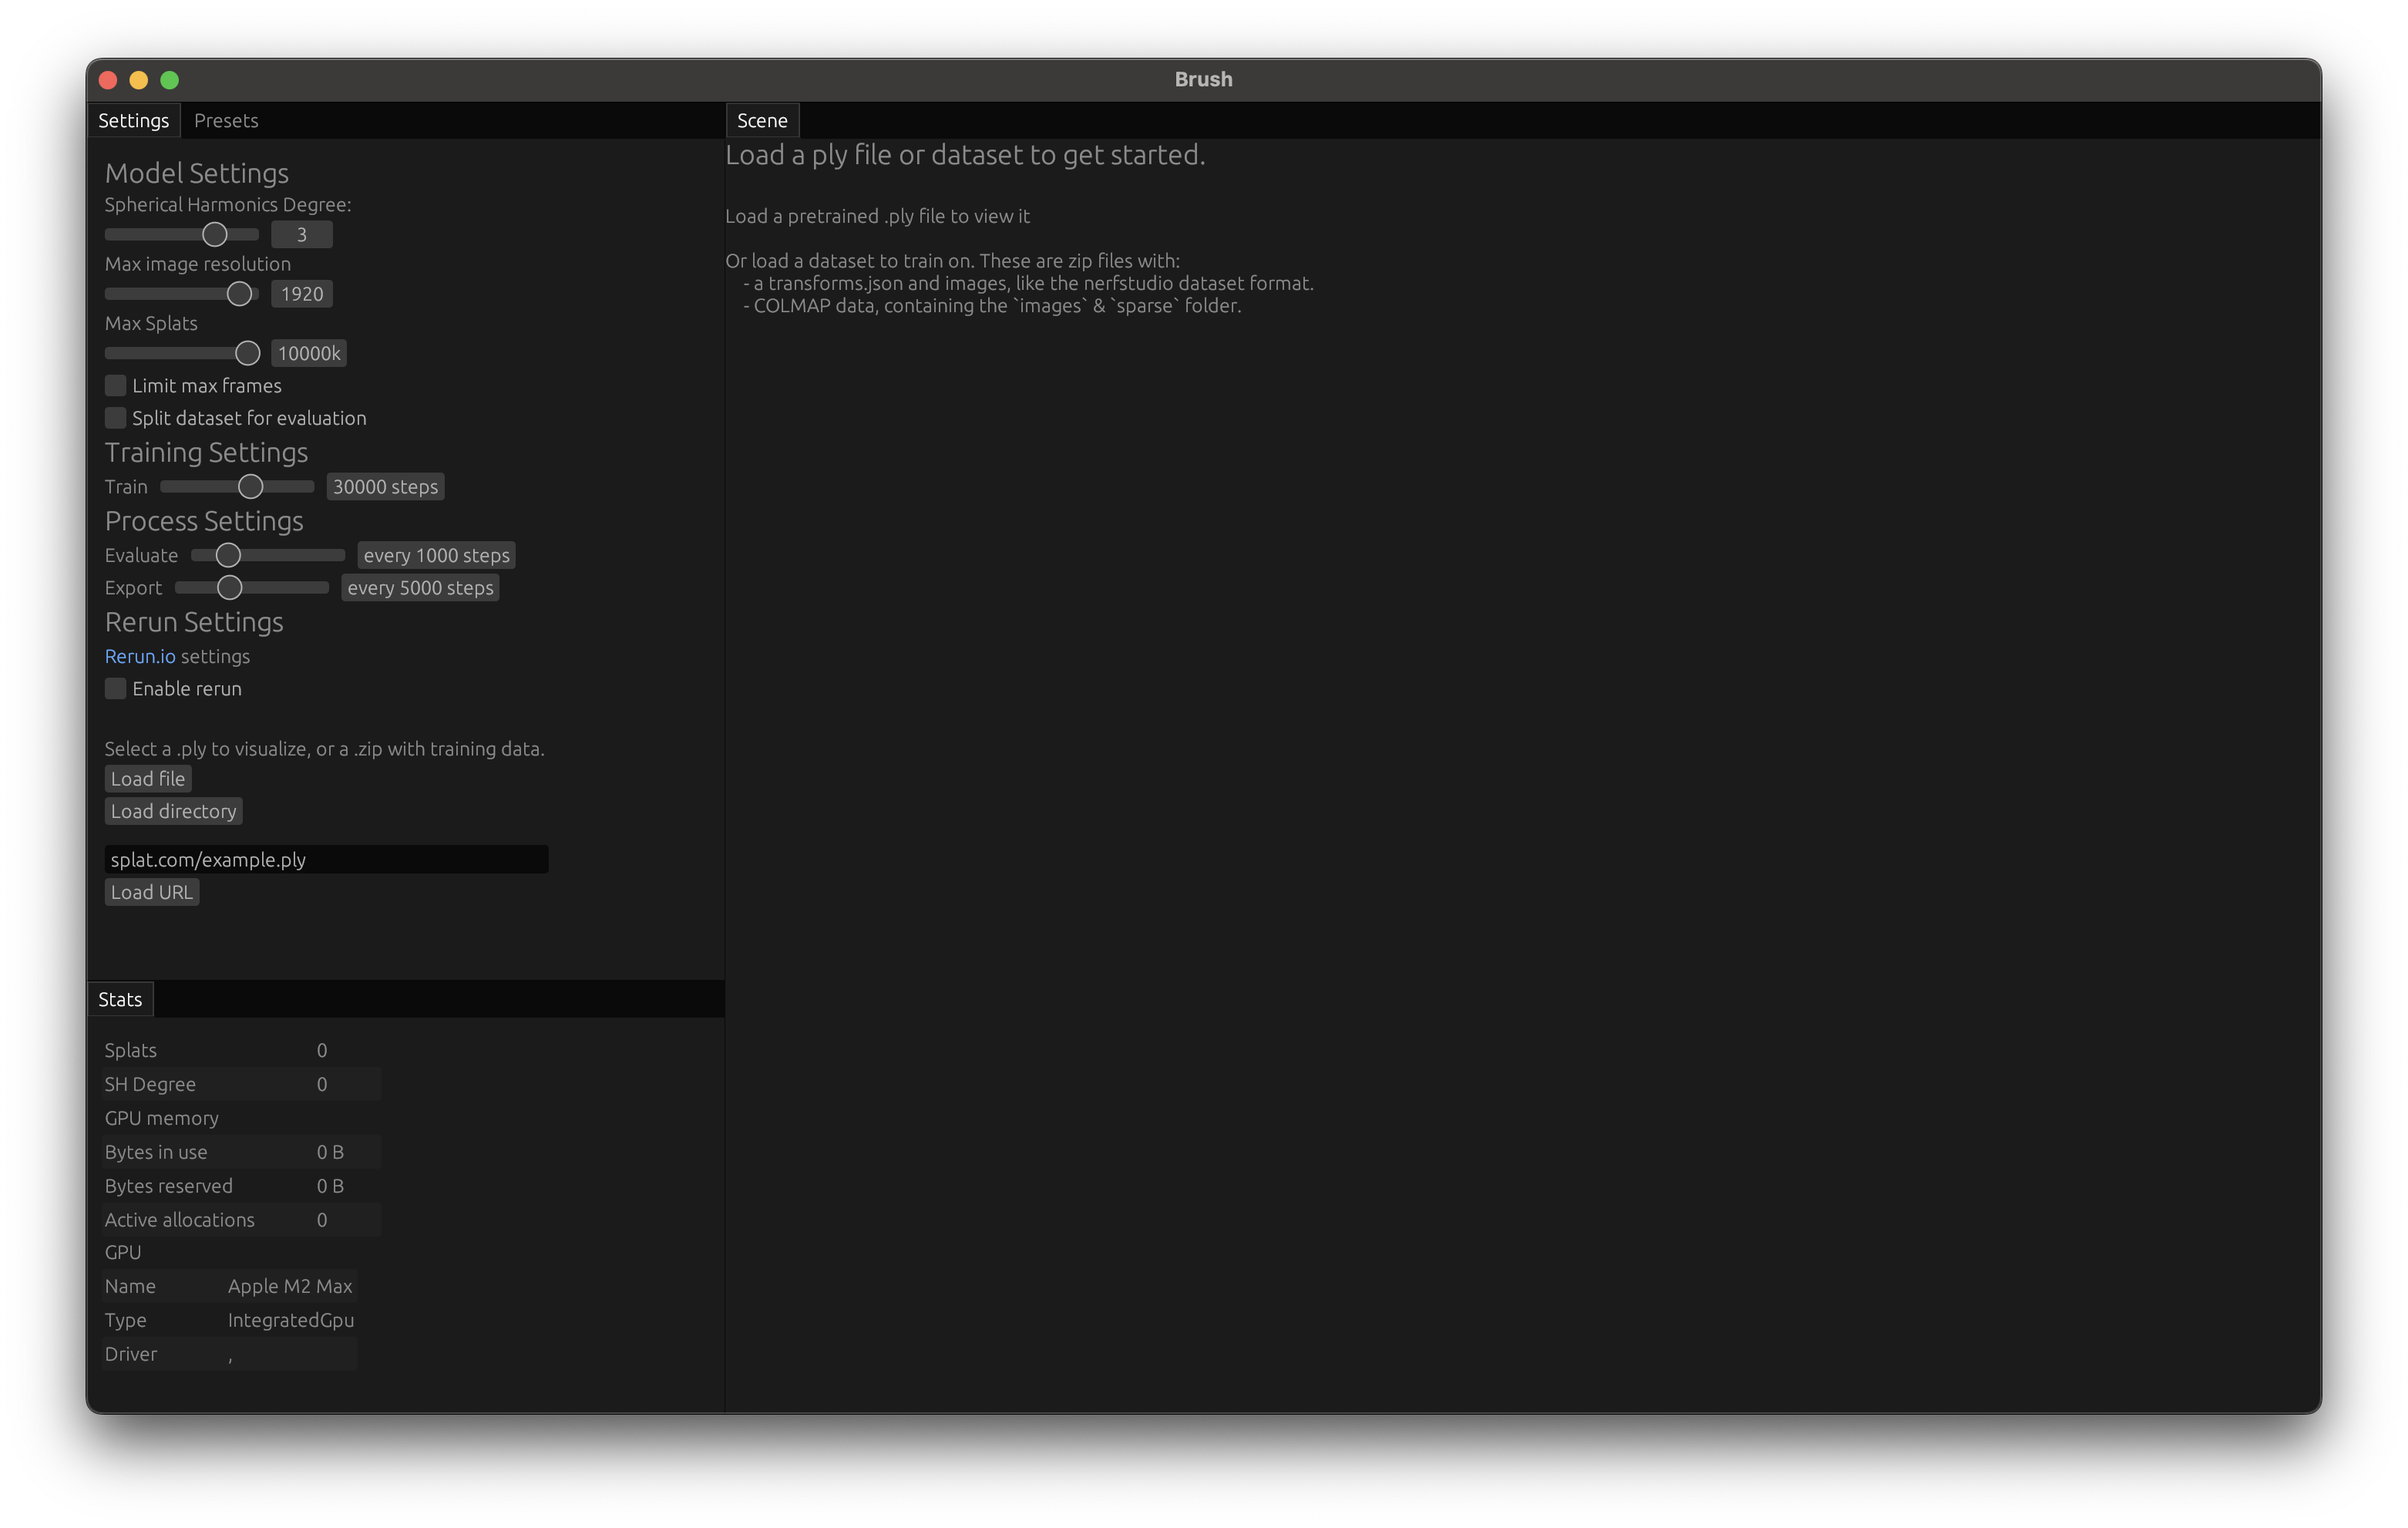 Brush
Settings Presets
Model Settings
Spherical Harmonics Degree:
3
Max image resolution
1920
Max Splats
10000k
Limit max frames
Split dataset for evaluation
Training Settings
Train 30000 steps
Process Settings
Evaluate every 1000 steps
Export every 5000 steps
Rerun Settings
Rerun.io settings
Enable rerun
Select a .ply to visualize, or a .zip with training data.
Load file
Load directory
splat.com/example.ply
Load URL
Stats
Splats 0
SH Degree 0
GPU memory
Bytes in use 0 B
Bytes reserved 0 B
Active allocations 0
GPU
Name Apple M2 Max
Type IntegratedGpu
Driver ,
Scene
Load a ply file or dataset to get started.
Load a pretrained .ply file to view it
Or load a dataset to train on. These are zip files with:
- a transforms.json and images, like the nerfstudio dataset format.
- COLMAP data, containing the `images` & `sparse` folder.